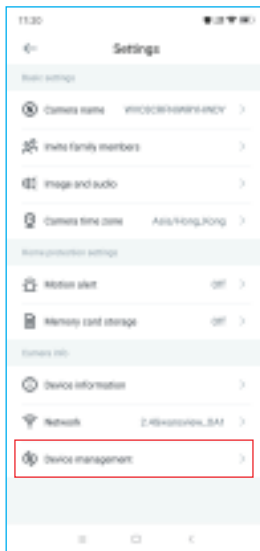 11:30
Settings
Basic settings
Camera name
Invite family members
Image and audio
Camera time zone Asia/Hong_Kong
Home protection settings
Motion alert Off
Memory card storage Off
Camera info
Device information
Network
Device management